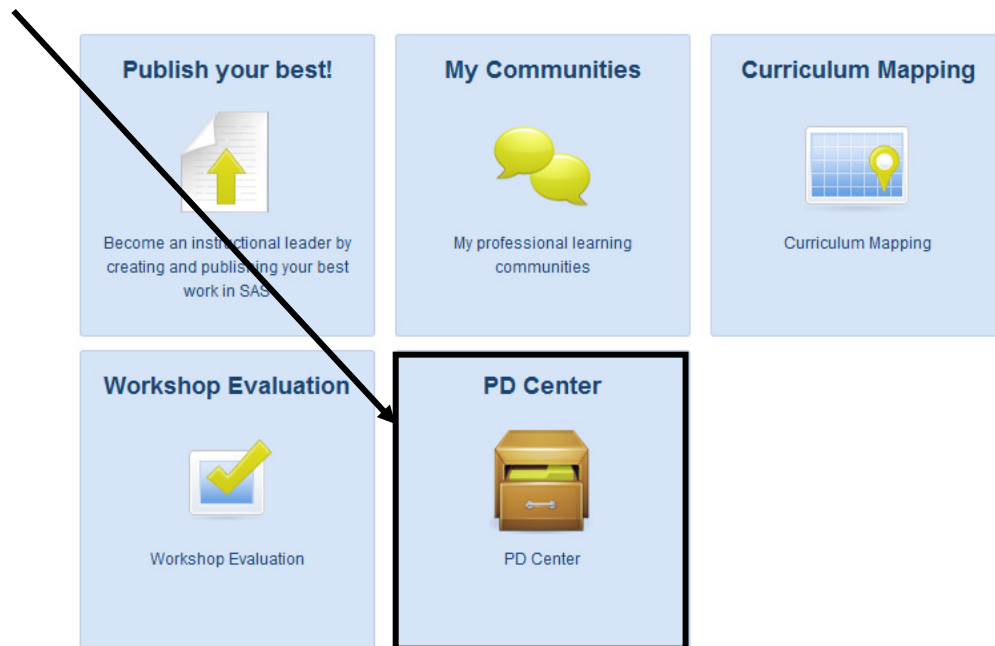 Publish your best!
Become an instructional leader by
creating and publishing your best
work in SAS
My Communities
My professional learning
communities
Curriculum Mapping
Curriculum Mapping
Workshop Evaluation
Workshop Evaluation
PD Center
PD Center